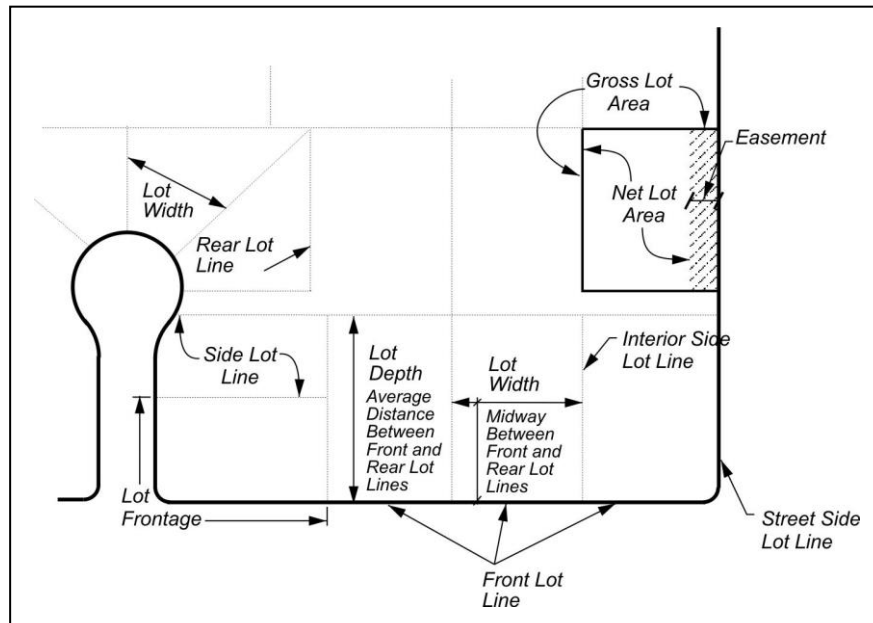 Gross Lot
Area
Easement
Lot
Width
Net Lot
Area
Rear Lot
Line
Side Lot
Line
Lot
Depth
Average
Distance
Between
Front and
Rear Lot
Lines
Lot
Width
Midway
Between
Front and
Rear Lot
Lines
Interior Side
Lot Line
Lot
Frontage
Front Lot
Line
Street Side
Lot Line